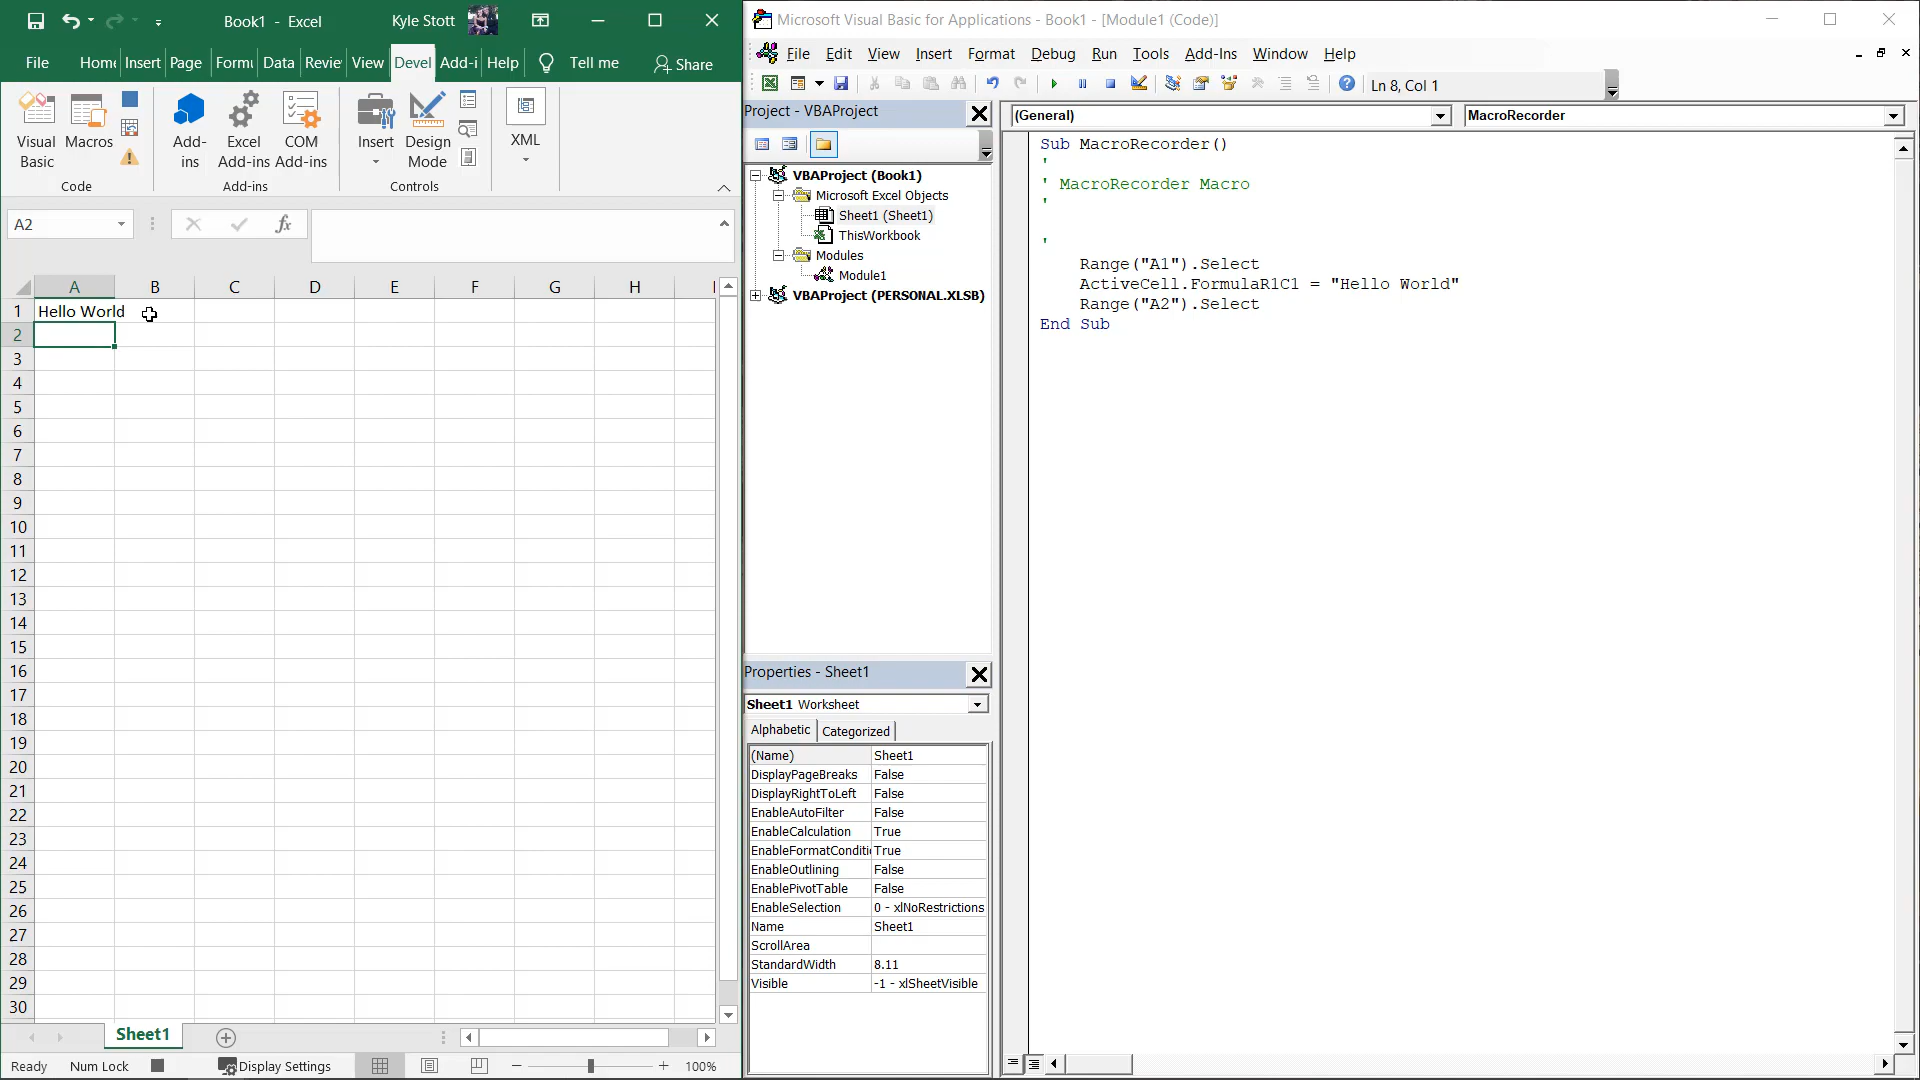 Book1 - Excel
Kyle Stott
File Home Insert Page Formu Data Revie View Devel Add-i Help Tell me Share
Visual Basic
Macros
Code
Add-ins
Excel Add-ins
COM Add-ins
Add-ins
Insert
Design Mode
Controls
XML
A2
fx
A B C D E F G H
1 Hello World
2
3
4
5
6
7
8
9
10
11
12
13
14
15
16
17
18
19
20
21
22
23
24
25
26
27
28
29
30
Sheet1
Ready Num Lock Display Settings 100%
Microsoft Visual Basic for Applications - Book1 - [Module1 (Code)]
File Edit View Insert Format Debug Run Tools Add-Ins Window Help
Ln 8, Col 1
Project - VBAProject
VBAProject (Book1)
Microsoft Excel Objects
Sheet1 (Sheet1)
ThisWorkbook
Modules
Module1
VBAProject (PERSONAL.XLSB)
Properties - Sheet1
Sheet1 Worksheet
Alphabetic Categorized
(Name) Sheet1
DisplayPageBreaks False
DisplayRightToLeft False
EnableAutoFilter False
EnableCalculation True
EnableFormatConditi True
EnableOutlining False
EnablePivotTable False
EnableSelection 0 - xlNoRestrictions
Name Sheet1
ScrollArea
StandardWidth 8.11
Visible -1 - xlSheetVisible
(General) MacroRecorder
Sub MacroRecorder()
'
' MacroRecorder Macro
'
'
Range("A1").Select
ActiveCell.FormulaR1C1 = "Hello World"
Range("A2").Select
End Sub